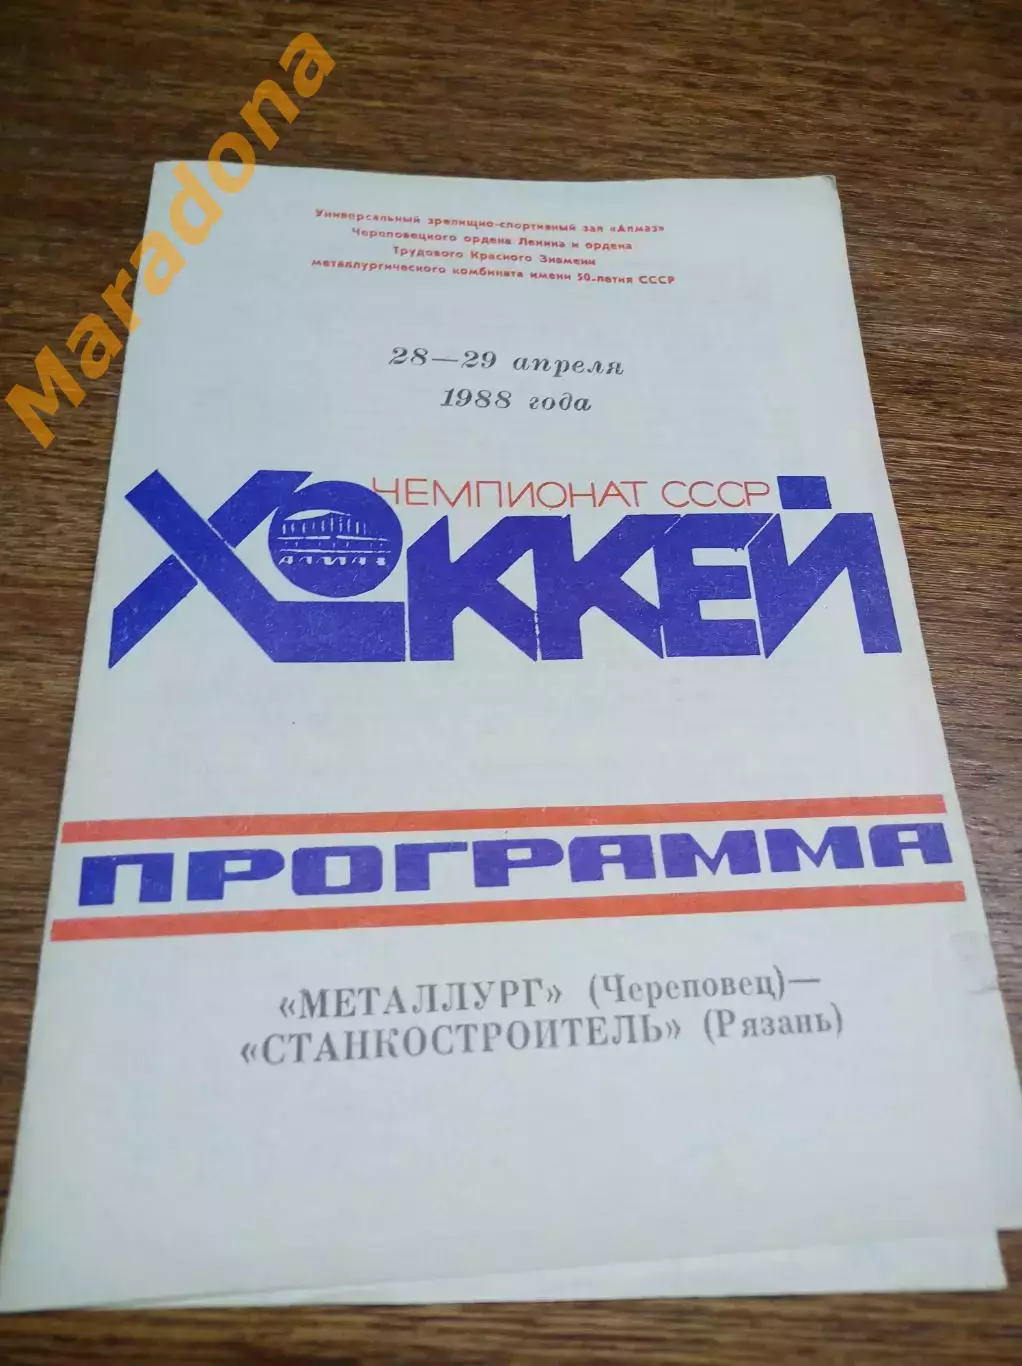 Maradona
Универсальный зрелищно-спортивный зал «Алмаз»
Череповецкого ордена Ленина и ордена
Трудового Красного Знамени
металлургического комбината имени 50-летия СССР
28—29 апреля
1988 года
ЧЕМПИОНАТ СССР
ХОККЕЙ
АЛМАЗ
ПРОГРАММА
«МЕТАЛЛУРГ» (Череповец)—
«СТАНКОСТРОИТЕЛЬ» (Рязань)